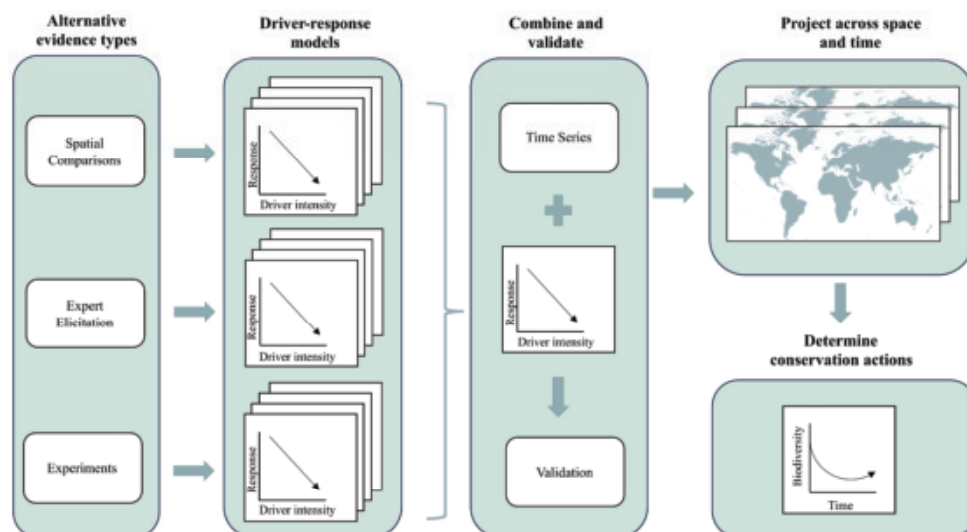 Alternative
evidence types
Driver-response
models
Combine and
validate
Project across space
and time
Spatial
Comparisons
Response
Driver intensity
Expert
Elicitation
Response
Driver intensity
Experiments
Response
Driver intensity
Time Series
Response
Driver intensity
Validation
Determine
conservation actions
Biodiversity
Time